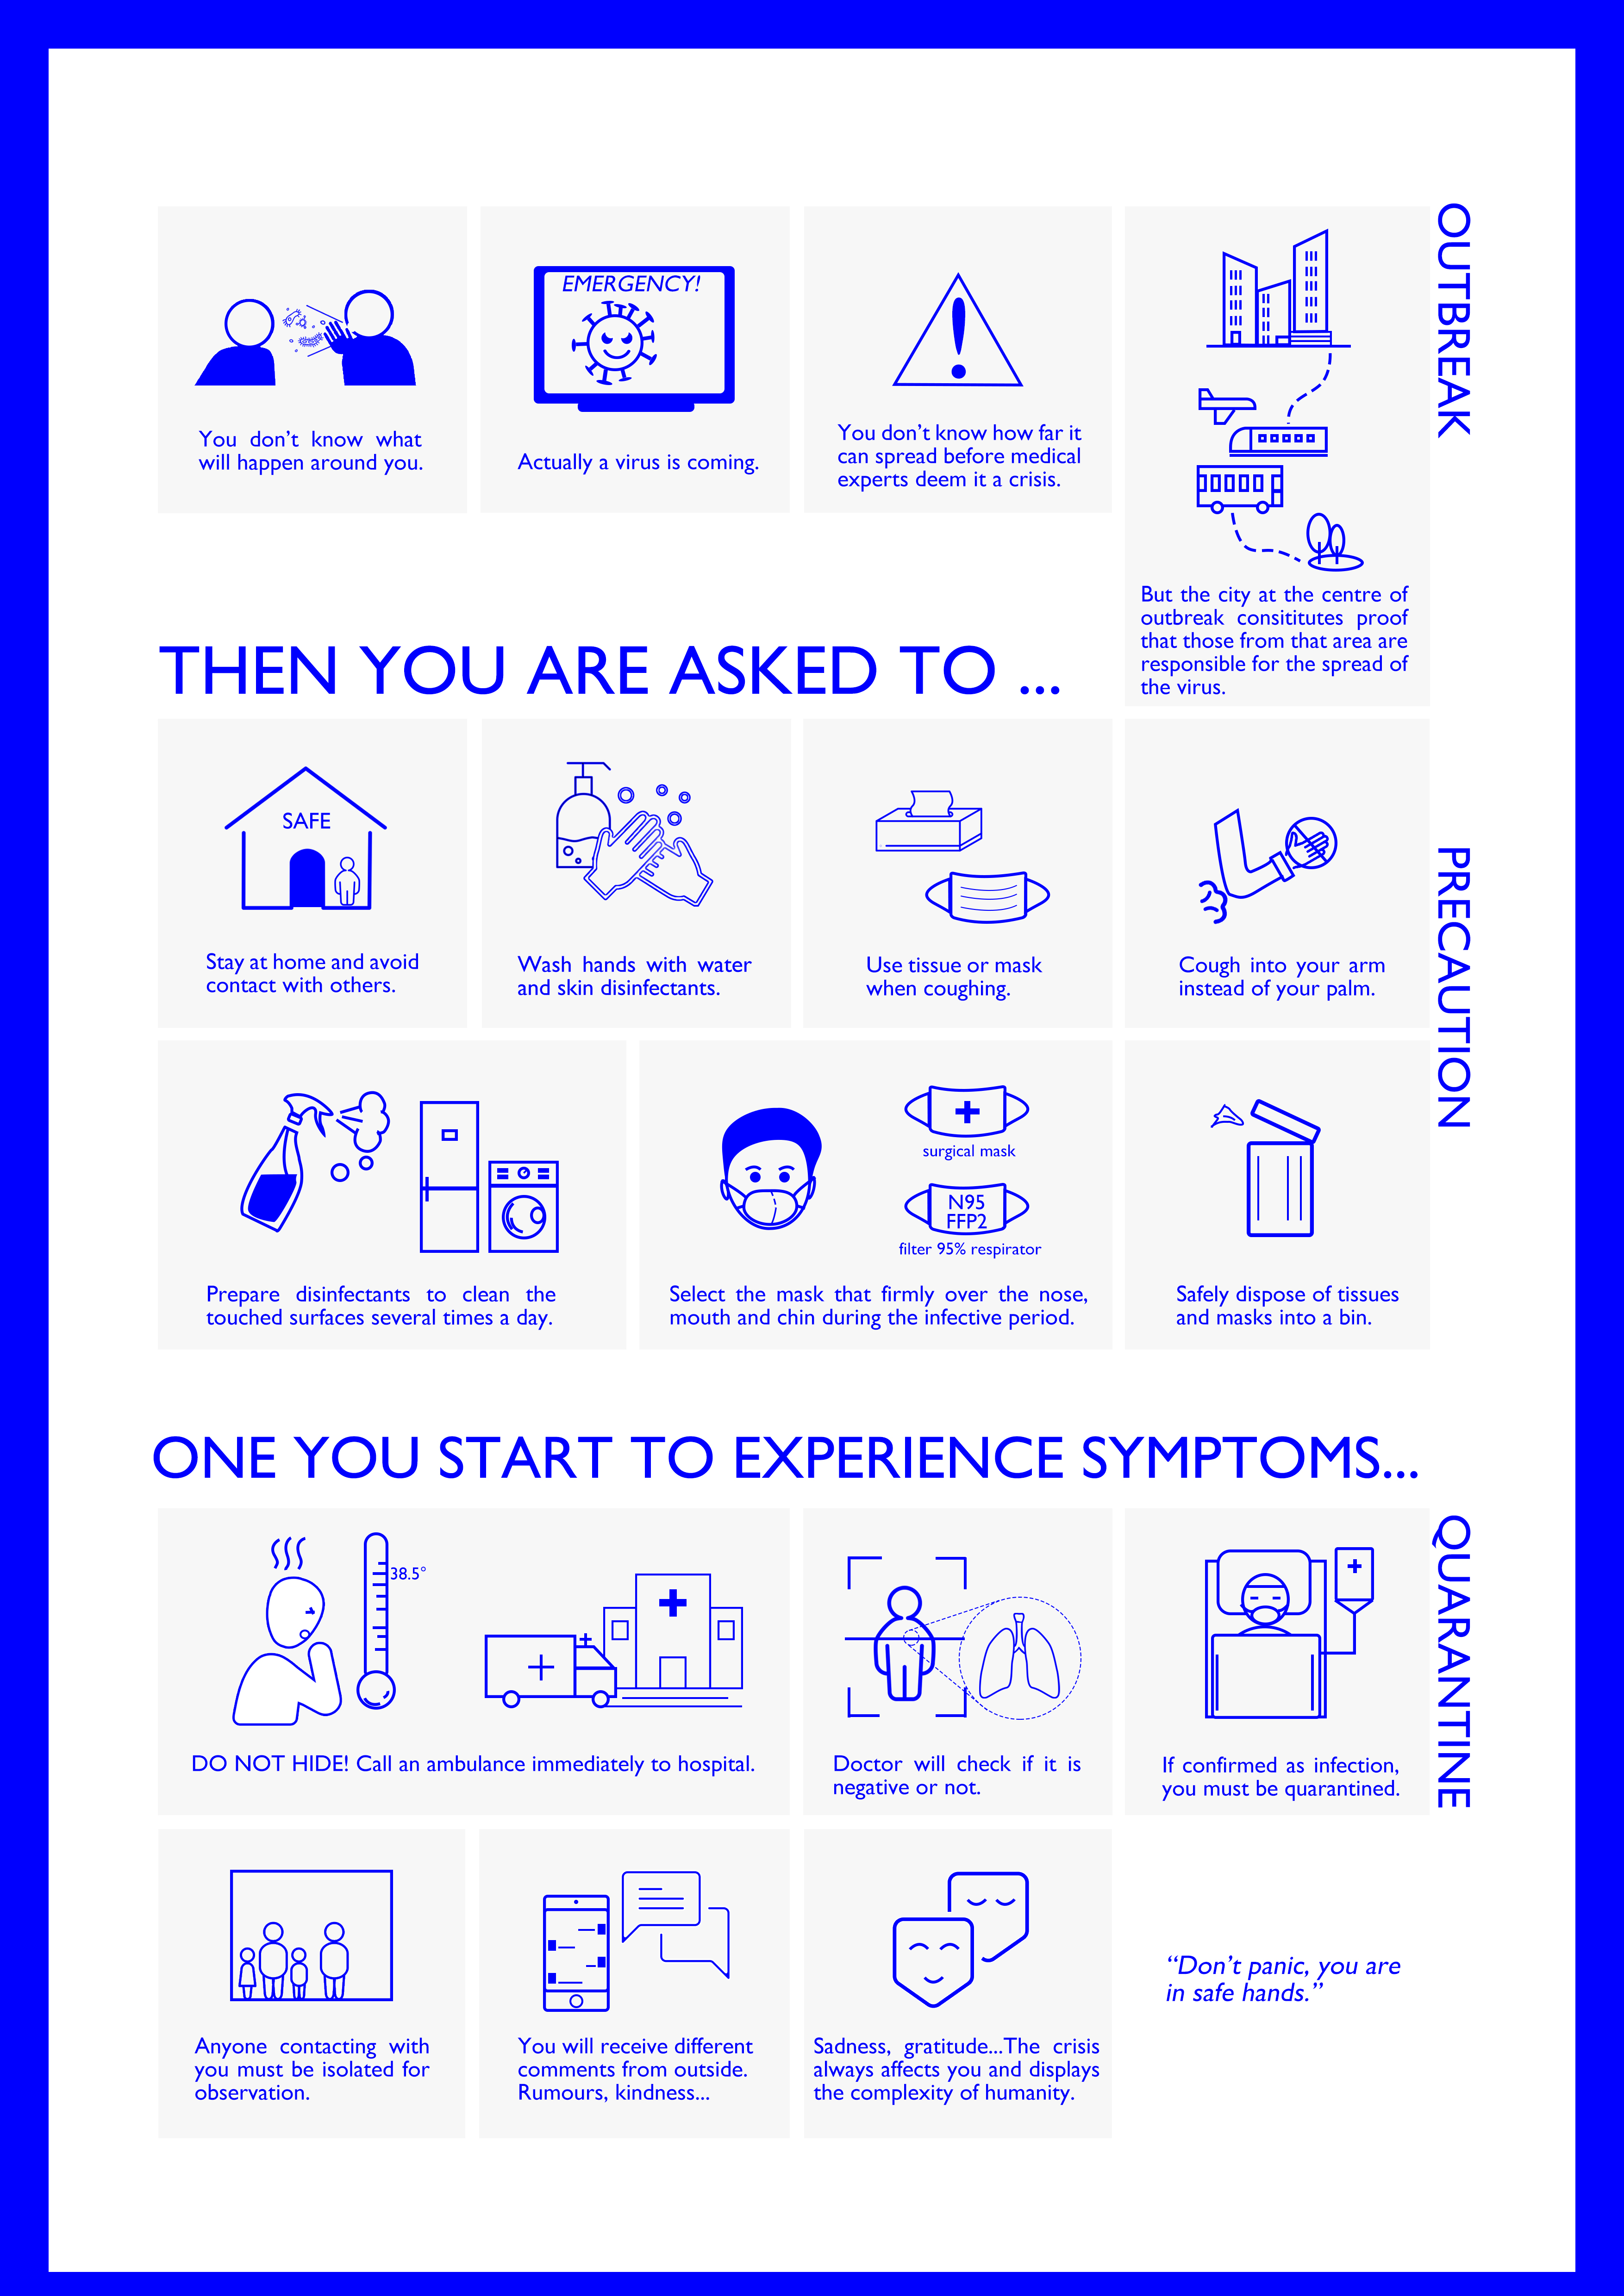 OUTBREAK
EMERGENCY!
You don't know what
will happen around you.
Actually a virus is coming.
You don't know how far it
can spread before medical
experts deem it a crisis.
But the city at the centre of
outbreak consititutes proof
that those from that area are
responsible for the spread of
the virus.
THEN YOU ARE ASKED TO ...
PRECAUTION
SAFE
Stay at home and avoid
contact with others.
Wash hands with water
and skin disinfectants.
Use tissue or mask
when coughing.
Cough into your arm
instead of your palm.
Prepare disinfectants to clean the
touched surfaces several times a day.
surgical mask
N95
FFP2
filter 95% respirator
Select the mask that firmly over the nose,
mouth and chin during the infective period.
Safely dispose of tissues
and masks into a bin.
ONE YOU START TO EXPERIENCE SYMPTOMS...
QUARANTINE
38.5°
DO NOT HIDE! Call an ambulance immediately to hospital.
Doctor will check if it is
negative or not.
If confirmed as infection,
you must be quarantined.
Anyone contacting with
you must be isolated for
observation.
You will receive different
comments from outside.
Rumours, kindness...
Sadness, gratitude...The crisis
always affects you and displays
the complexity of humanity.
“Don't panic, you are
in safe hands.”